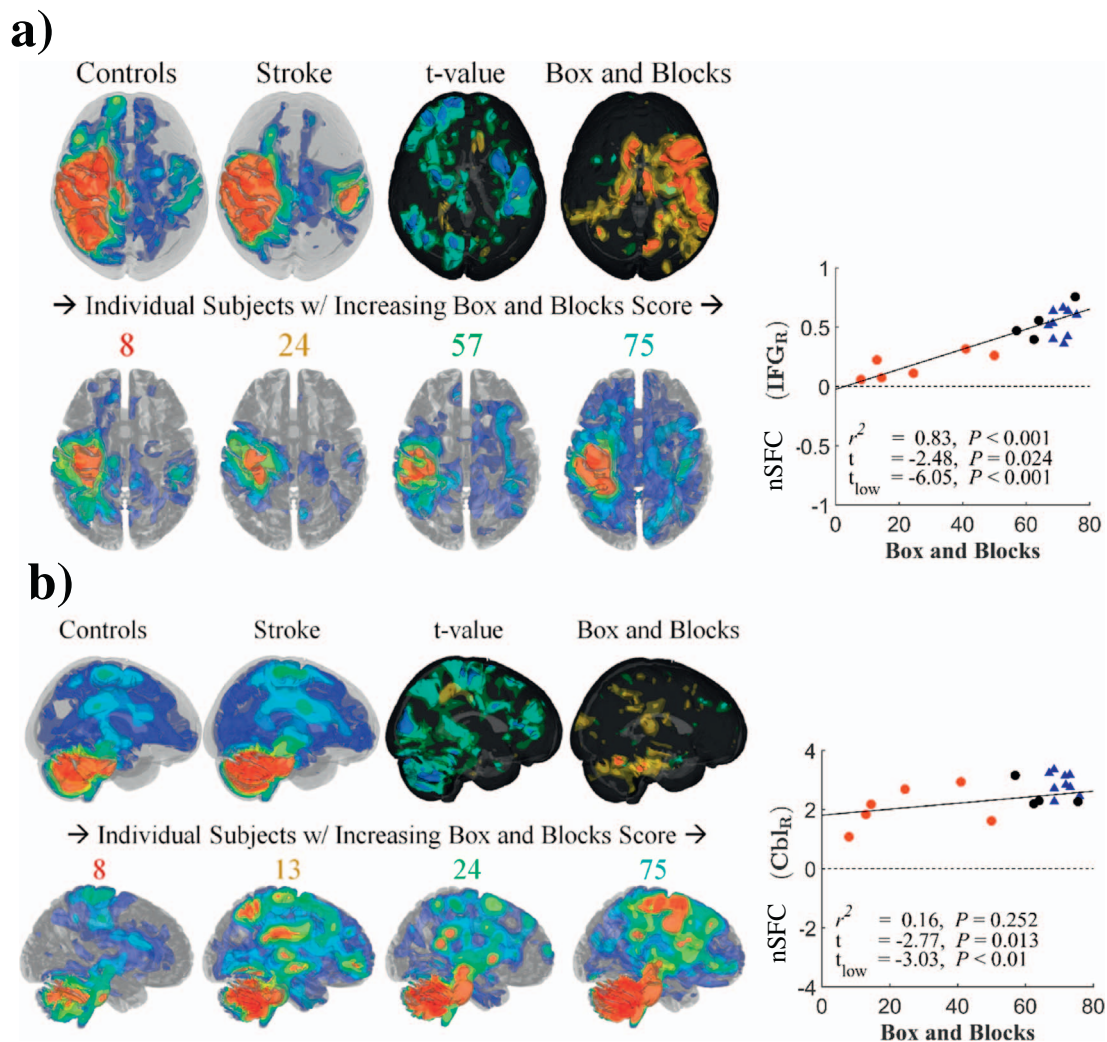 a)
Controls Stroke t-value Box and Blocks
→ Individual Subjects w/ Increasing Box and Blocks Score →
8 24 57 75
nSFC (IFG_R)
1
0.5
0
-0.5
-1
r² = 0.83, P < 0.001
t = -2.48, P = 0.024
t_low = -6.05, P < 0.001
0 20 40 60 80
Box and Blocks
b)
Controls Stroke t-value Box and Blocks
→ Individual Subjects w/ Increasing Box and Blocks Score →
8 13 24 75
nSFC (Cbl_R)
4
2
0
-2
-4
r² = 0.16, P = 0.252
t = -2.77, P = 0.013
t_low = -3.03, P < 0.01
0 20 40 60 80
Box and Blocks